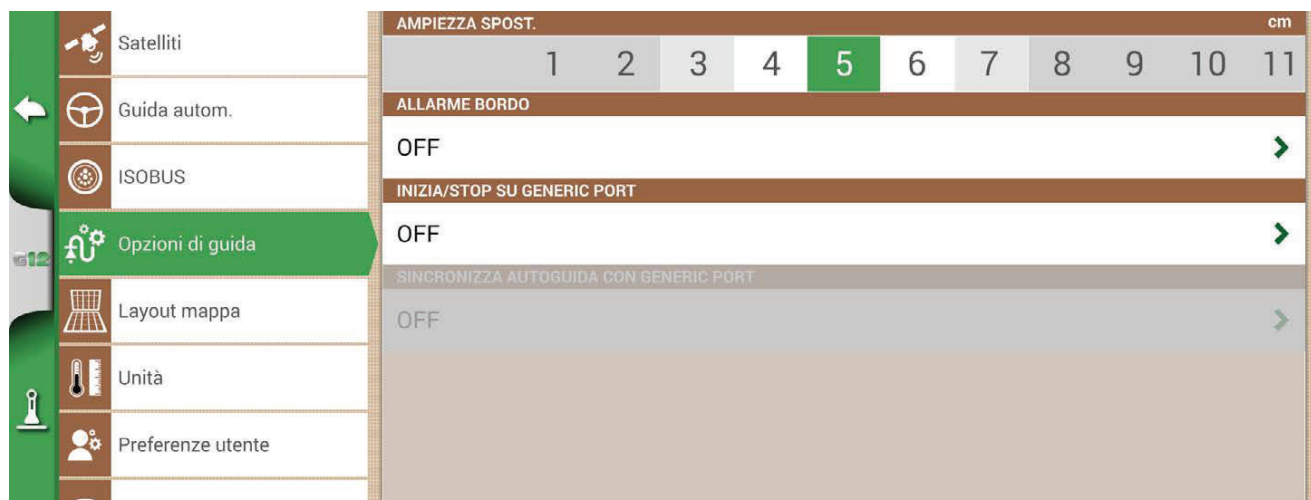 Satelliti
Guida autom.
ISOBUS
Opzioni di guida
Layout mappa
Unità
Preferenze utente
G12
AMPIEZZA SPOST. cm
1 2 3 4 5 6 7 8 9 10 11
ALLARME BORDO
OFF
INIZIA/STOP SU GENERIC PORT
OFF
SINCRONIZZA AUTOGUIDA CON GENERIC PORT
OFF